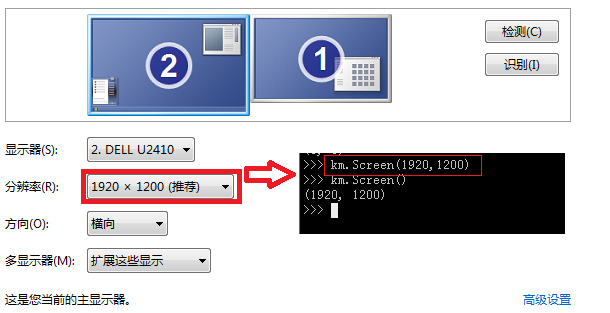 2
1
检测(C)
识别(I)
显示器(S):
2. DELL U2410
分辨率(R):
1920 × 1200 (推荐)
方向(O):
横向
多显示器(M):
扩展这些显示
>>> km.Screen(1920,1200)
>>> km.Screen()
(1920, 1200)
>>>
这是您当前的主显示器。
高级设置